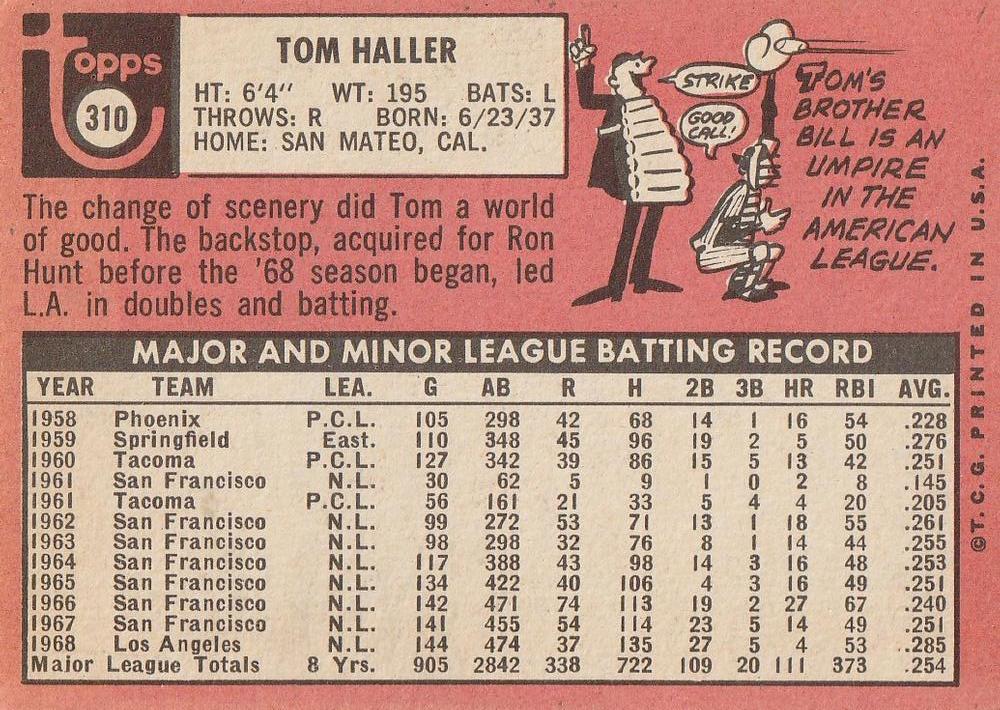 topps
310
TOM HALLER
HT: 6'4" WT: 195 BATS: L
THROWS: R BORN: 6/23/37
HOME: SAN MATEO, CAL.
The change of scenery did Tom a world
of good. The backstop, acquired for Ron
Hunt before the '68 season began, led
L.A. in doubles and batting.
STRIKE
GOOD
CALL!
TOM'S
BROTHER
BILL IS AN
UMPIRE
IN THE
AMERICAN
LEAGUE.
MAJOR AND MINOR LEAGUE BATTING RECORD
YEAR TEAM LEA. G AB R H 2B 3B HR RBI AVG.
1958 Phoenix P.C.L. 105 298 42 68 14 1 16 54 .228
1959 Springfield East. 110 348 45 96 19 2 5 50 .276
1960 Tacoma P.C.L. 127 342 39 86 15 5 13 42 .251
1961 San Francisco N.L. 30 62 5 9 1 0 2 8 .145
1961 Tacoma P.C.L. 56 161 21 33 5 4 4 20 .205
1962 San Francisco N.L. 99 272 53 71 13 1 18 55 .261
1963 San Francisco N.L. 98 298 32 76 8 1 14 44 .255
1964 San Francisco N.L. 117 388 43 98 14 3 16 48 .253
1965 San Francisco N.L. 134 422 40 106 4 3 16 49 .251
1966 San Francisco N.L. 142 471 74 113 19 2 27 67 .240
1967 San Francisco N.L. 141 455 54 114 23 5 14 49 .251
1968 Los Angeles N.L. 144 474 37 135 27 5 4 53 .285
Major League Totals 8 Yrs. 905 2842 338 722 109 20 111 373 .254
©T.C.G. PRINTED IN U.S.A.